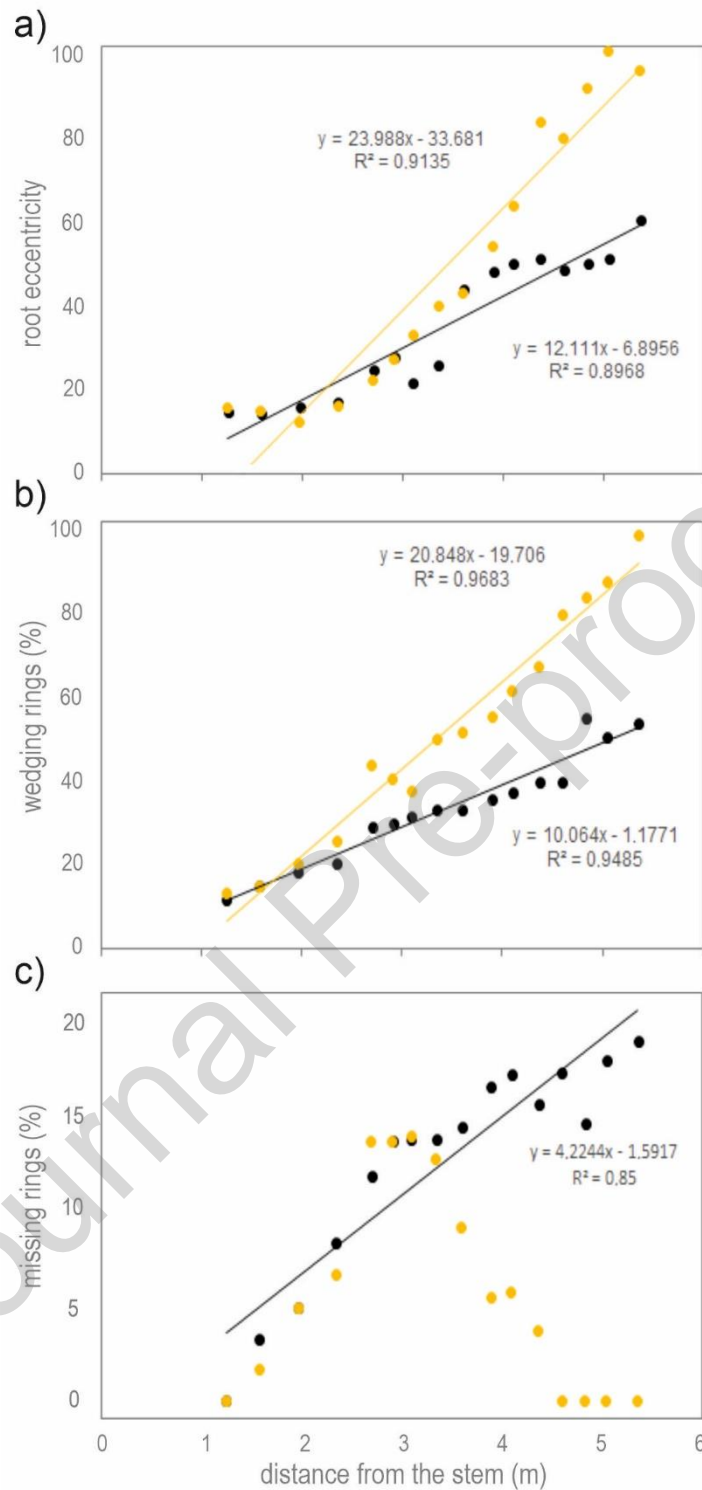 a)
100
80
60
40
20
0
root eccentricity
y = 23.988x - 33.681
R² = 0.9135
y = 12.111x - 6.8956
R² = 0.8968
b)
100
80
60
40
20
0
wedging rings (%)
y = 20.848x - 19.706
R² = 0.9683
y = 10.064x - 1.1771
R² = 0.9485
c)
20
15
10
5
0
missing rings (%)
y = 4,2244x - 1.5917
R² = 0,85
0 1 2 3 4 5 6
distance from the stem (m)
Journal Pre-proo